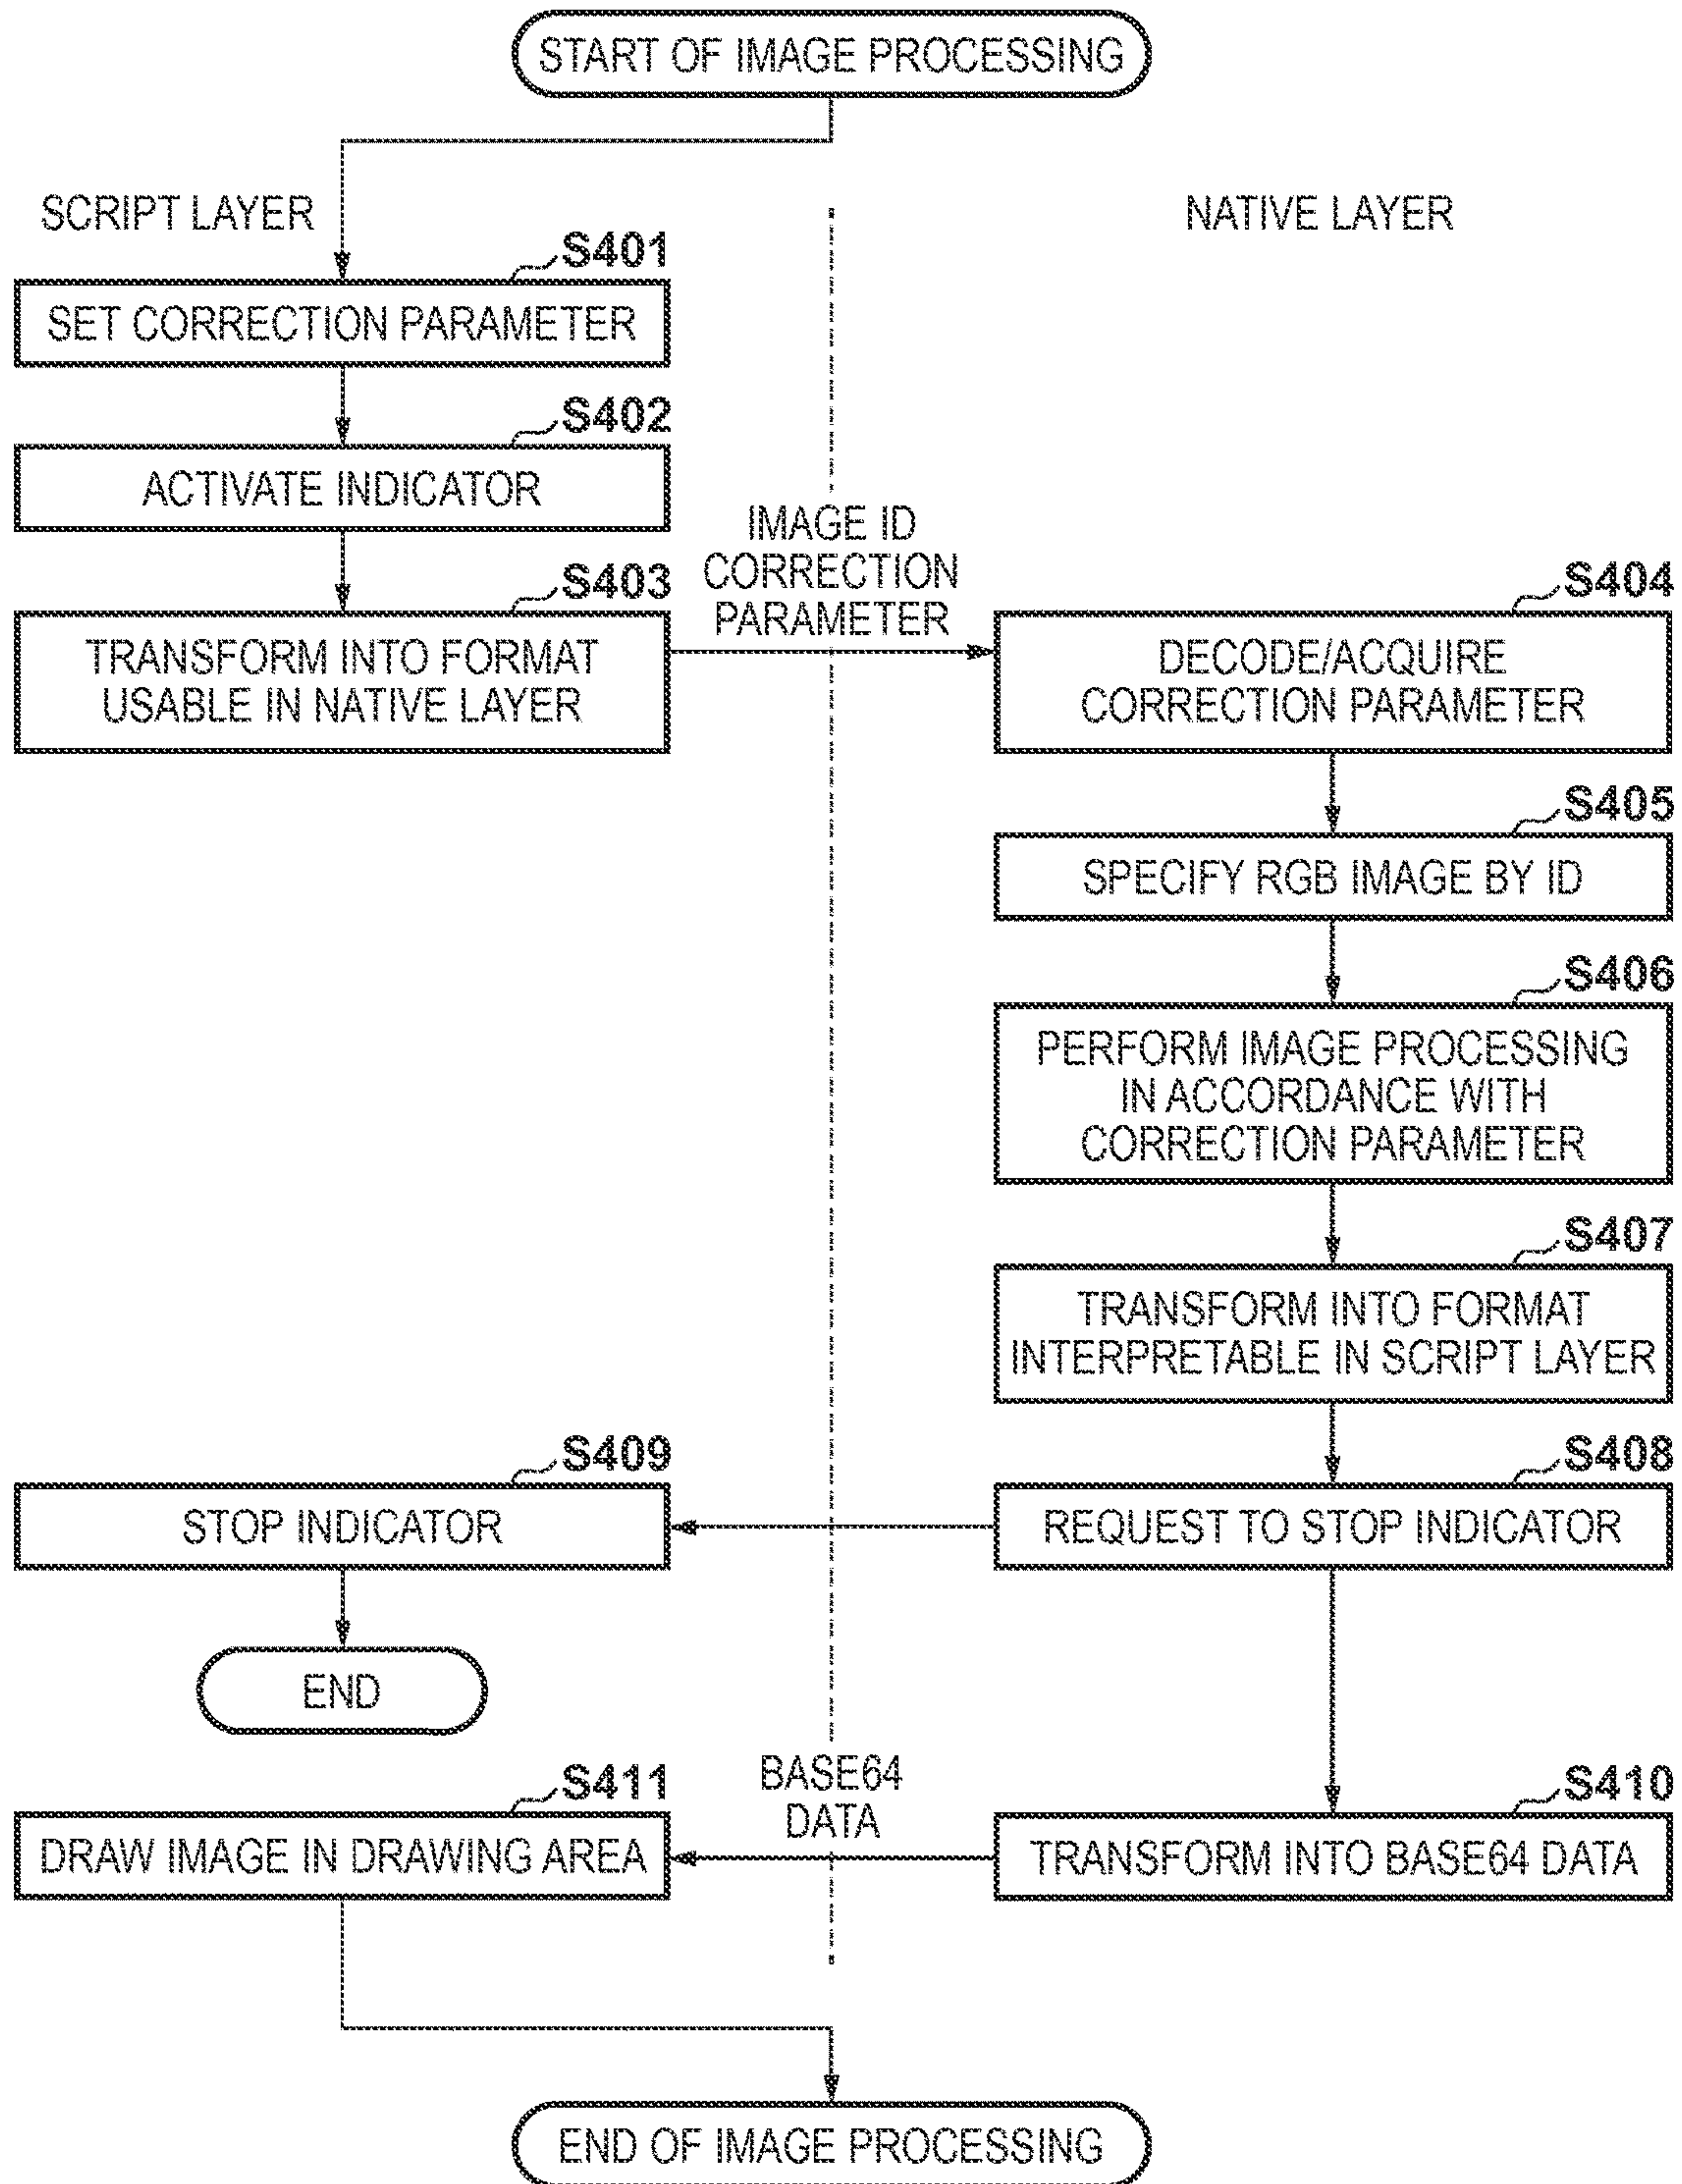 START OF IMAGE PROCESSING
SCRIPT LAYER
NATIVE LAYER
S401
SET CORRECTION PARAMETER
S402
ACTIVATE INDICATOR
S403
TRANSFORM INTO FORMAT
USABLE IN NATIVE LAYER
IMAGE ID
CORRECTION
PARAMETER
S404
DECODE/ACQUIRE
CORRECTION PARAMETER
S405
SPECIFY RGB IMAGE BY ID
S406
PERFORM IMAGE PROCESSING
IN ACCORDANCE WITH
CORRECTION PARAMETER
S407
TRANSFORM INTO FORMAT
INTERPRETABLE IN SCRIPT LAYER
S408
REQUEST TO STOP INDICATOR
S409
STOP INDICATOR
END
S410
TRANSFORM INTO BASE64 DATA
BASE64
DATA
S411
DRAW IMAGE IN DRAWING AREA
END OF IMAGE PROCESSING